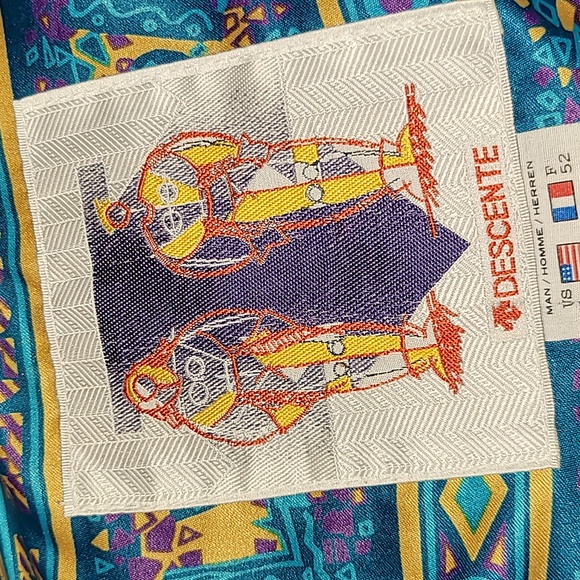 DESCENTE
MAN / HOMME / HERREN
US F
52